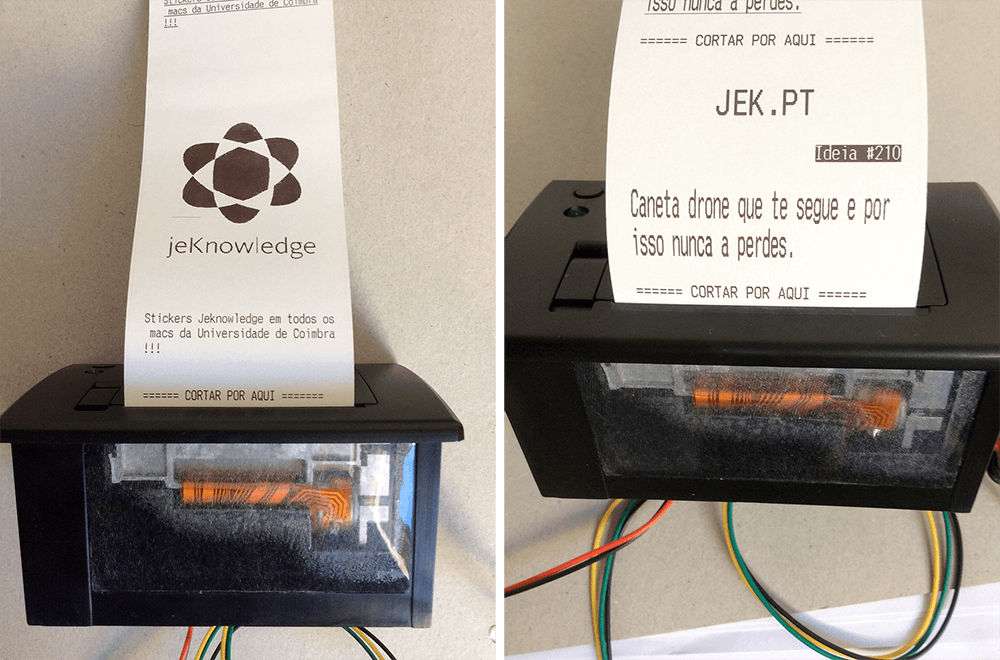 Stickers Jeknowledge em todos os
macs da Universidade de Coimbra
!!!
jeKnowledge
Stickers Jeknowledge em todos os
macs da Universidade de Coimbra
!!!
====== CORTAR POR AQUI =======
isso nunca a perdes.
====== CORTAR POR AQUI ======
JEK.PT
Ideia #210
Caneta drone que te segue e por
isso nunca a perdes.
====== CORTAR POR AQUI ======